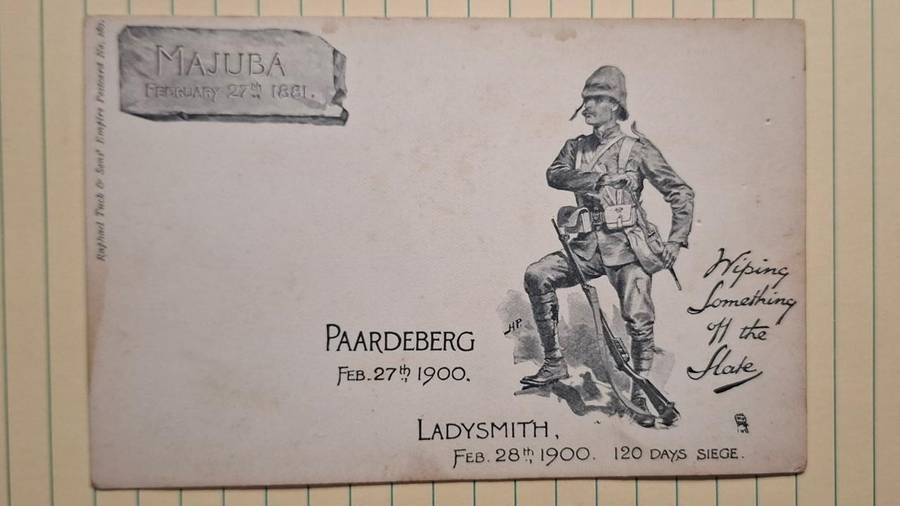 MAJUBA
FEBRUARY 27th 1881.
Raphael Tuck & Sons' Empire Postcard No.
Wiping
Something
off the
Slate
HP.
PAARDEBERG
FEB. 27th 1900.
LADYSMITH,
FEB. 28th 1900. 120 DAYS SIEGE.